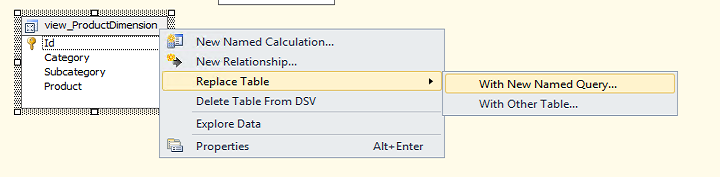 view_ProductDimension
Id
Category
Subcategory
Product
New Named Calculation...
New Relationship...
Replace Table
Delete Table From DSV
Explore Data
Properties Alt+Enter
With New Named Query...
With Other Table...